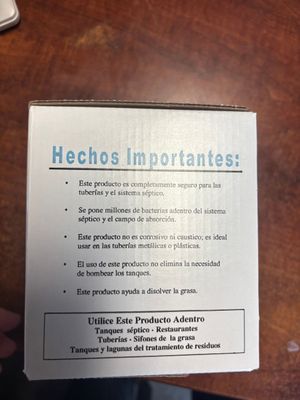 Hechos Importantes:
• Este producto es completamente seguro para las
tuberías y el sistema séptico.
• Se pone millones de bacterias adentro del sistema
séptico y el campo de absorción.
• Este producto no es corrosivo ni caustico; es ideal
usar en las tuberías metálicas o plásticas.
• El uso de este producto no elimina la necesidad
de bombear los tanques.
• Este producto ayuda a disolver la grasa.
Utilice Este Producto Adentro
Tanques séptico - Restaurantes
Tuberías - Sifones de la grasa
Tanques y lagunas del tratamiento de residuos